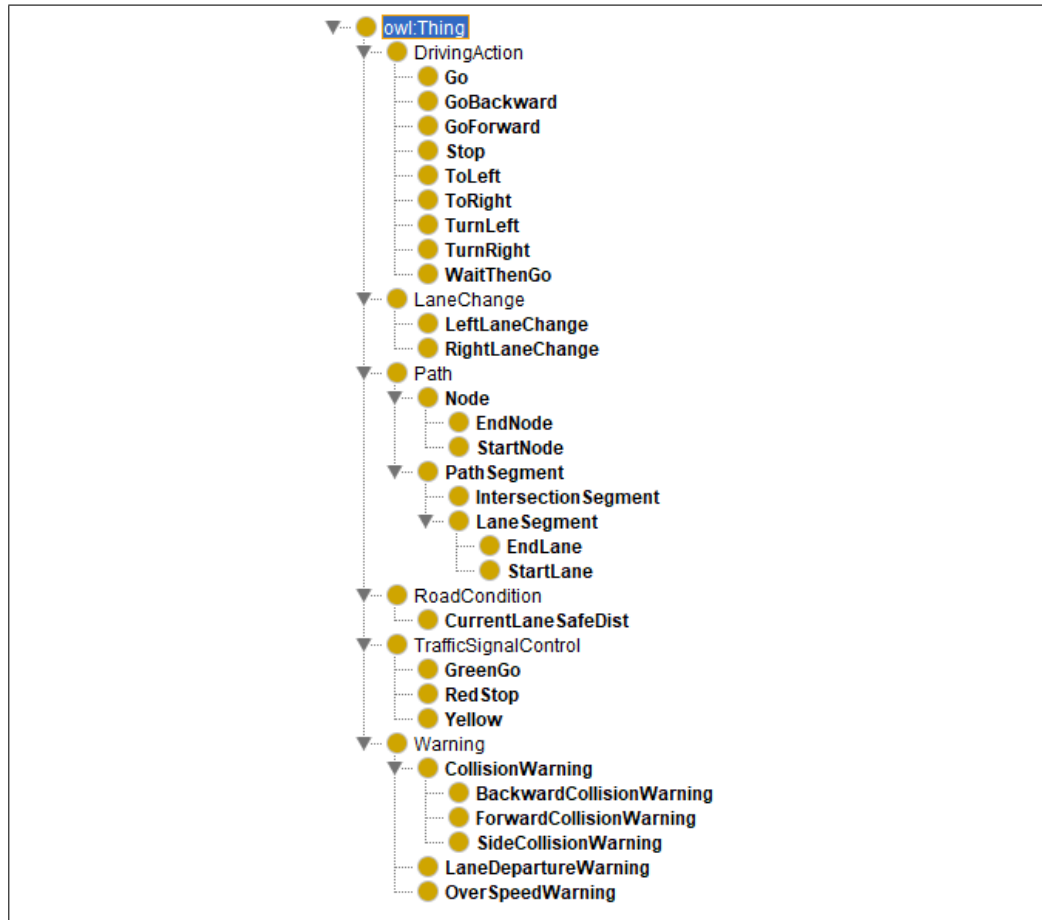 owl:Thing
DrivingAction
Go
GoBackward
GoForward
Stop
ToLeft
ToRight
TurnLeft
TurnRight
WaitThenGo
LaneChange
LeftLaneChange
RightLaneChange
Path
Node
EndNode
StartNode
PathSegment
IntersectionSegment
LaneSegment
EndLane
StartLane
RoadCondition
CurrentLaneSafeDist
TrafficSignalControl
GreenGo
RedStop
Yellow
Warning
CollisionWarning
BackwardCollisionWarning
ForwardCollisionWarning
SideCollisionWarning
LaneDepartureWarning
OverSpeedWarning